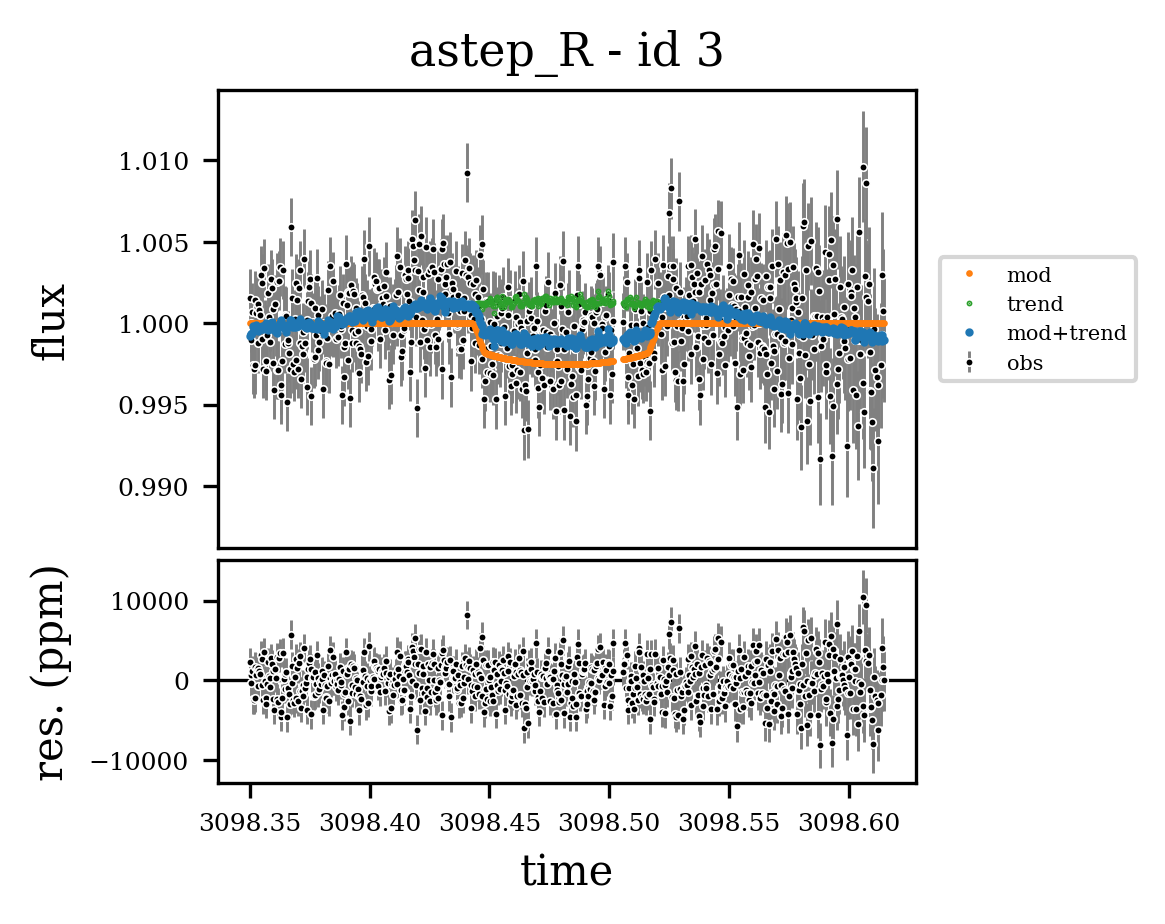 astep_R - id 3
flux
1.010
1.005
1.000
0.995
0.990
mod
trend
mod+trend
obs
res. (ppm)
10000
0
−10000
3098.35 3098.40 3098.45 3098.50 3098.55 3098.60
time